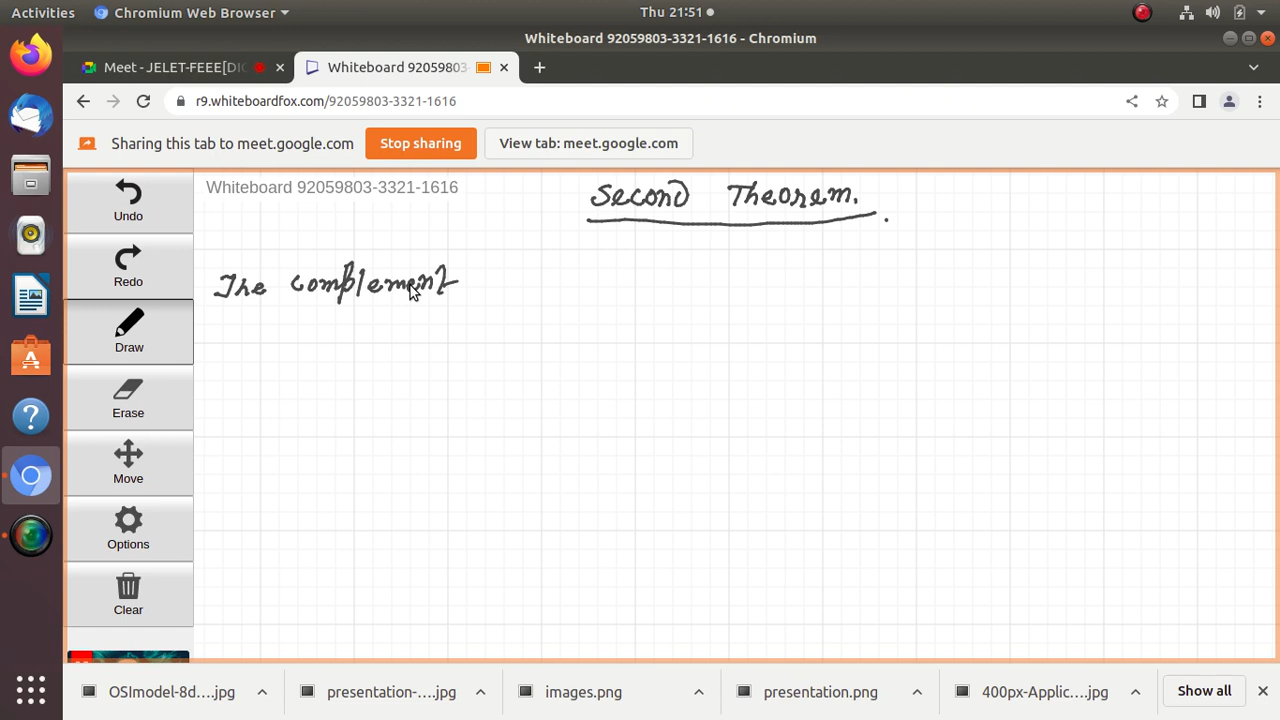 Activities
Chromium Web Browser
Thu 21:51
Whiteboard 92059803-3321-1616 - Chromium
Meet - JELET-FEEE[DIC
Whiteboard 92059803-
r9.whiteboardfox.com/92059803-3321-1616
Sharing this tab to meet.google.com
Stop sharing
View tab: meet.google.com
Whiteboard 92059803-3321-1616
Second Theorem.
The complement
Undo
Redo
Draw
Erase
Move
Options
Clear
OSImodel-8d....jpg
presentation-....jpg
images.png
presentation.png
400px-Applic....jpg
Show all